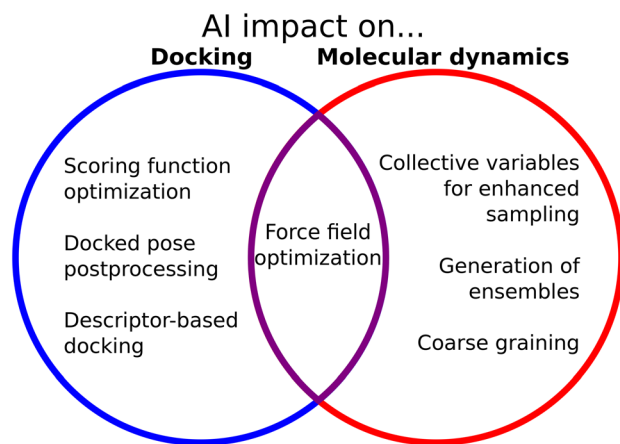 AI impact on...
Docking
Molecular dynamics
Scoring function
optimization
Docked pose
postprocessing
Descriptor-based
docking
Force field
optimization
Collective variables
for enhanced
sampling
Generation of
ensembles
Coarse graining